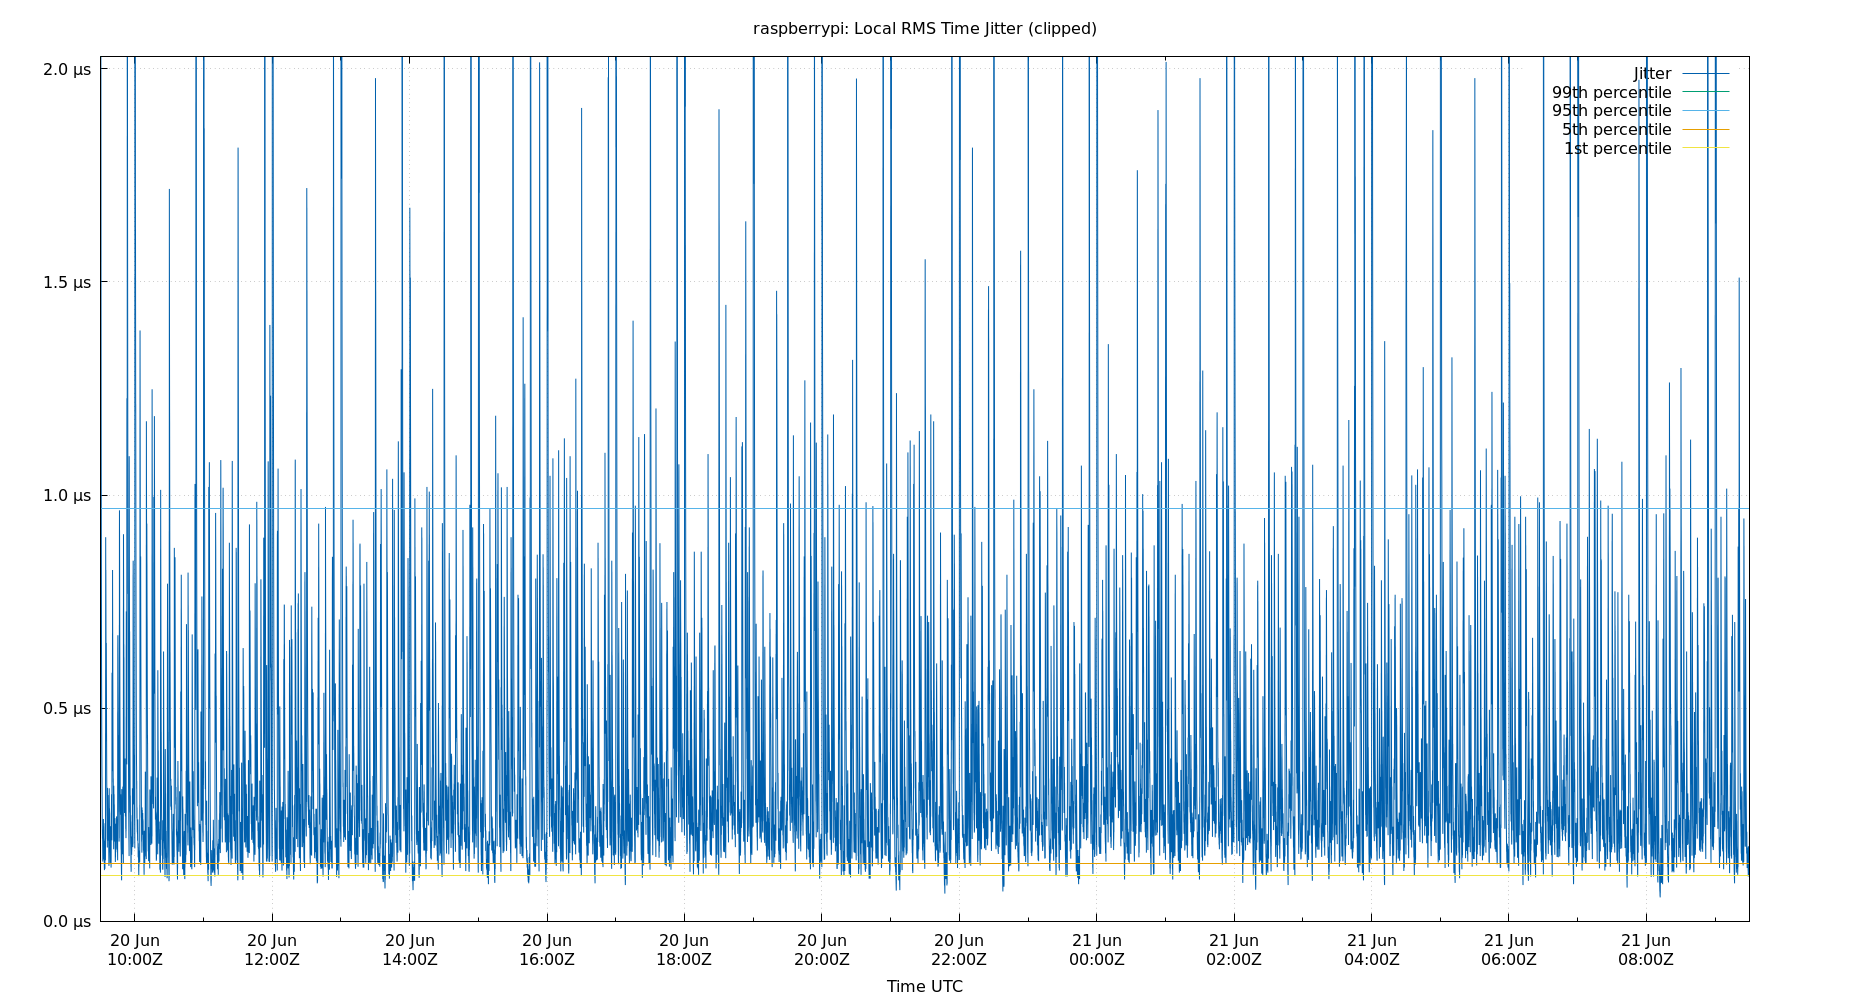 raspberrypi: Local RMS Time Jitter (clipped)
2.0 µs
1.5 µs
1.0 µs
0.5 µs
0.0 µs
Jitter
99th percentile
95th percentile
5th percentile
1st percentile
20 Jun 20 Jun 20 Jun 20 Jun 20 Jun 20 Jun 20 Jun 21 Jun 21 Jun 21 Jun 21 Jun 21 Jun
10:00Z 12:00Z 14:00Z 16:00Z 18:00Z 20:00Z 22:00Z 00:00Z 02:00Z 04:00Z 06:00Z 08:00Z
Time UTC